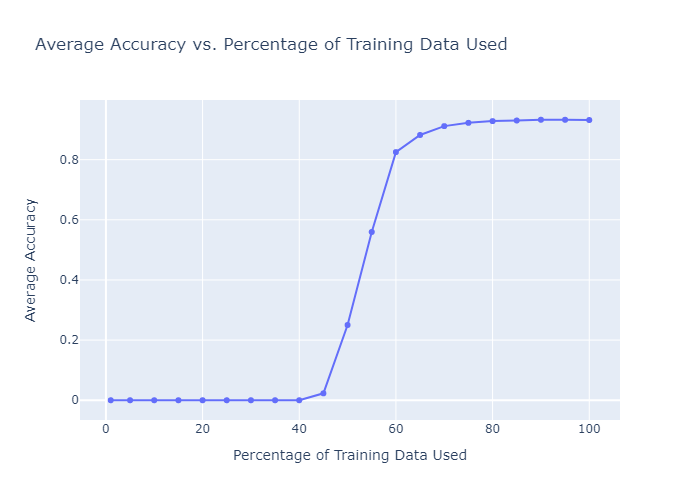 Average Accuracy vs. Percentage of Training Data Used
0.8
0.6
0.4
0.2
0
Average Accuracy
0 20 40 60 80 100
Percentage of Training Data Used